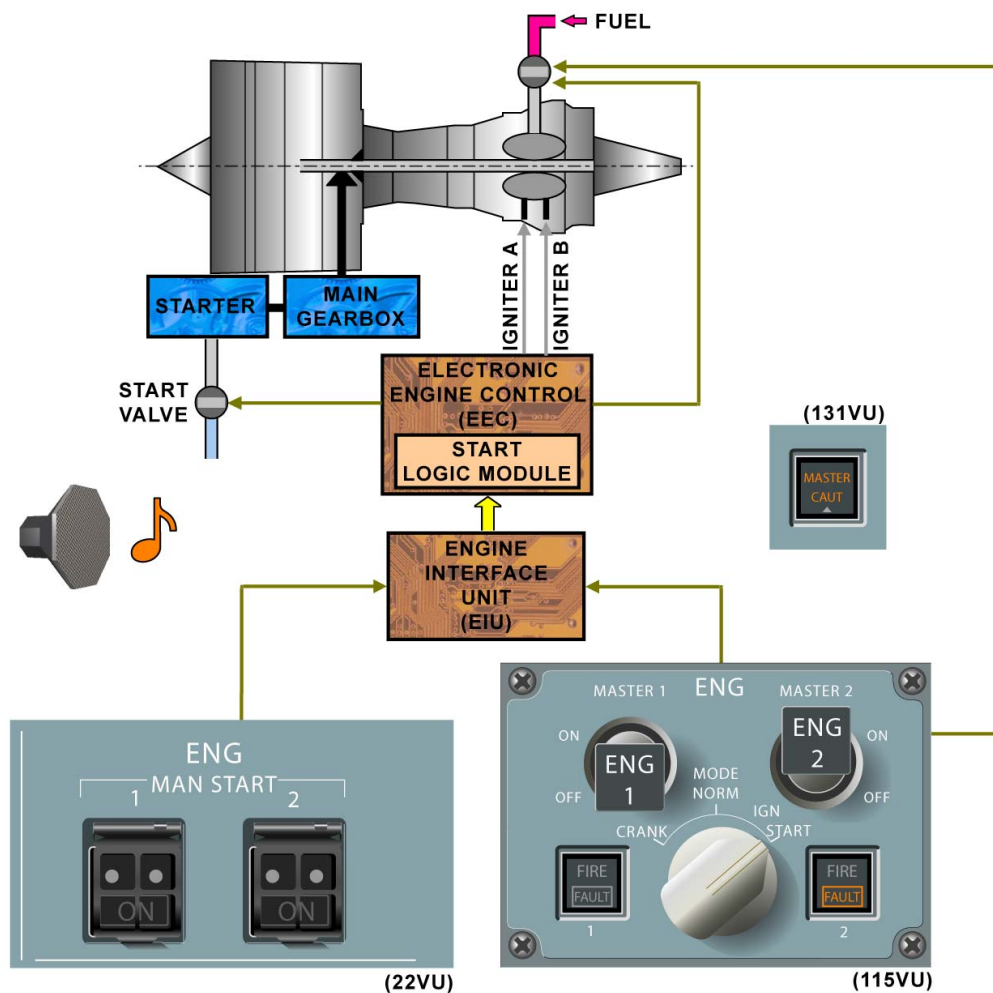 FUEL
IGNITER A
IGNITER B
STARTER
MAIN
GEARBOX
START
VALVE
ELECTRONIC
ENGINE CONTROL
(EEC)
START
LOGIC MODULE
(131VU)
MASTER
CAUT
ENGINE
INTERFACE
UNIT
(EIU)
ENG
MAN START
1 2
ON ON
(22VU)
MASTER 1 ENG MASTER 2
ON
ENG
1
OFF
ENG
2
ON
OFF
MODE
NORM
CRANK
IGN
START
FIRE
FAULT
1
FIRE
FAULT
2
(115VU)